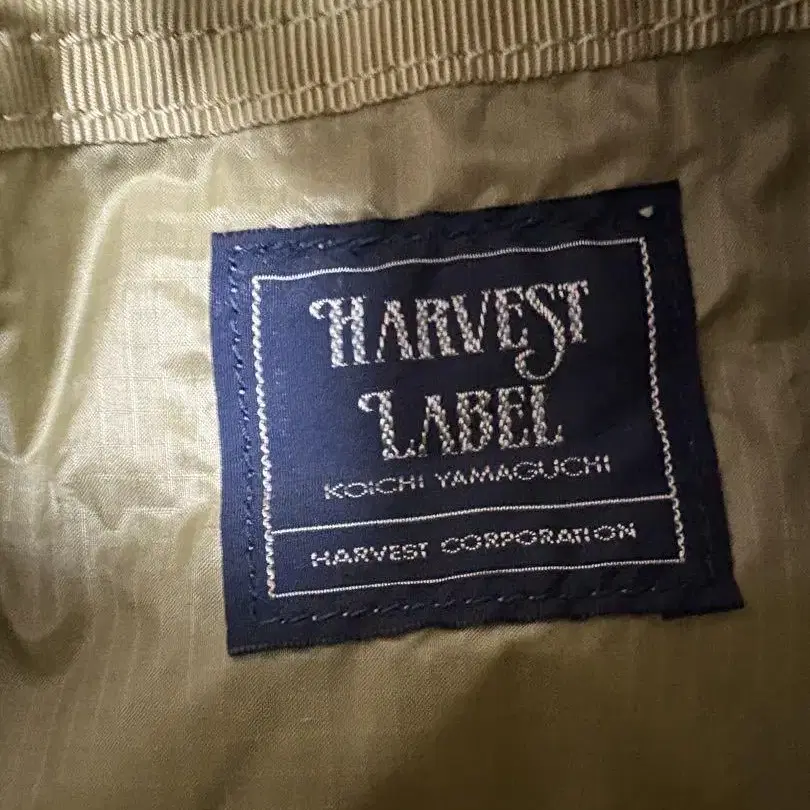 HARVEST
LABEL
KOICHI YAMAGUCHI
HARVEST CORPORATION